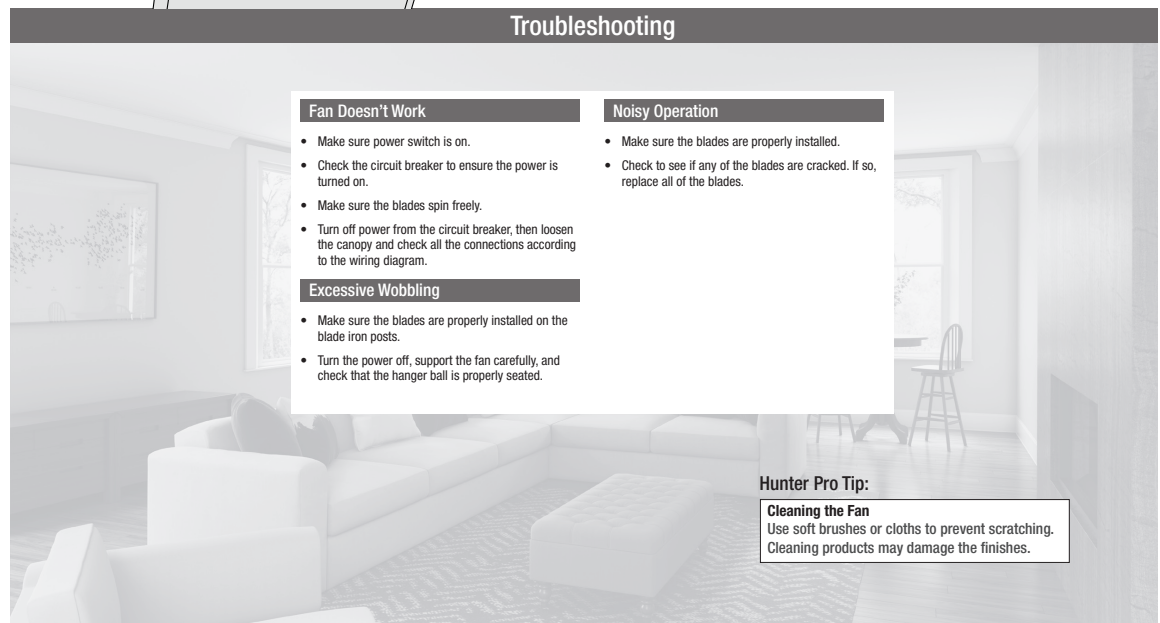 Troubleshooting
Fan Doesn't Work
• Make sure power switch is on.
• Check the circuit breaker to ensure the power is
turned on.
• Make sure the blades spin freely.
• Turn off power from the circuit breaker, then loosen
the canopy and check all the connections according
to the wiring diagram.
Excessive Wobbling
• Make sure the blades are properly installed on the
blade iron posts.
• Turn the power off, support the fan carefully, and
check that the hanger ball is properly seated.
Noisy Operation
• Make sure the blades are properly installed.
• Check to see if any of the blades are cracked. If so,
replace all of the blades.
Hunter Pro Tip:
Cleaning the Fan
Use soft brushes or cloths to prevent scratching.
Cleaning products may damage the finishes.